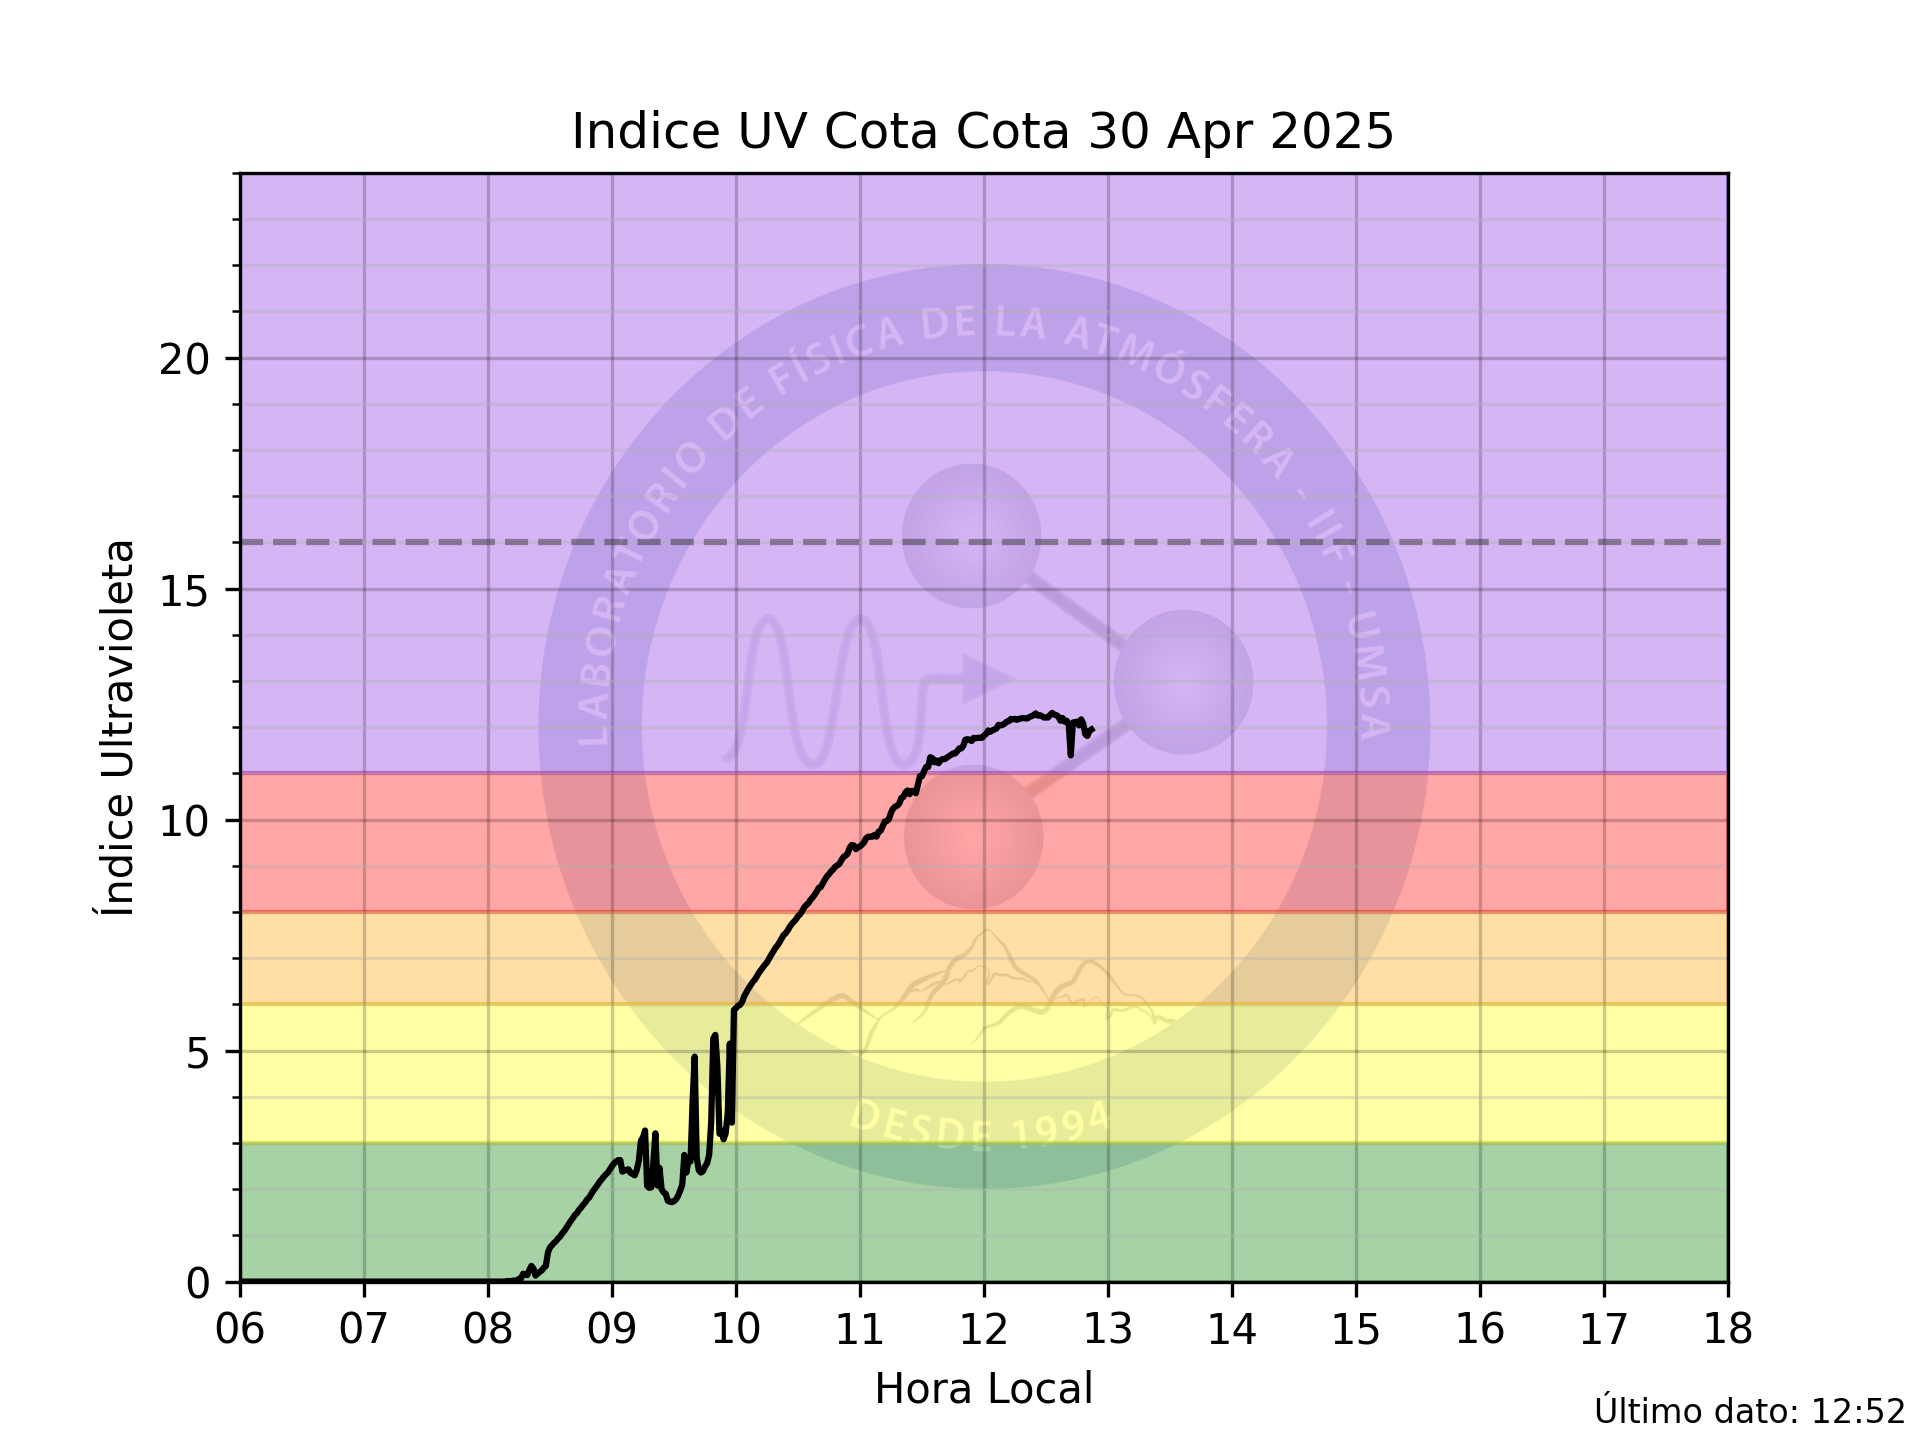 Indice UV Cota Cota 30 Apr 2025
Índice Ultravioleta
20
15
10
5
0
LABORATORIO DE FÍSICA DE LA ATMÓSFERA - IIF - UMSA
DESDE 1994
06 07 08 09 10 11 12 13 14 15 16 17 18
Hora Local
Último dato: 12:52